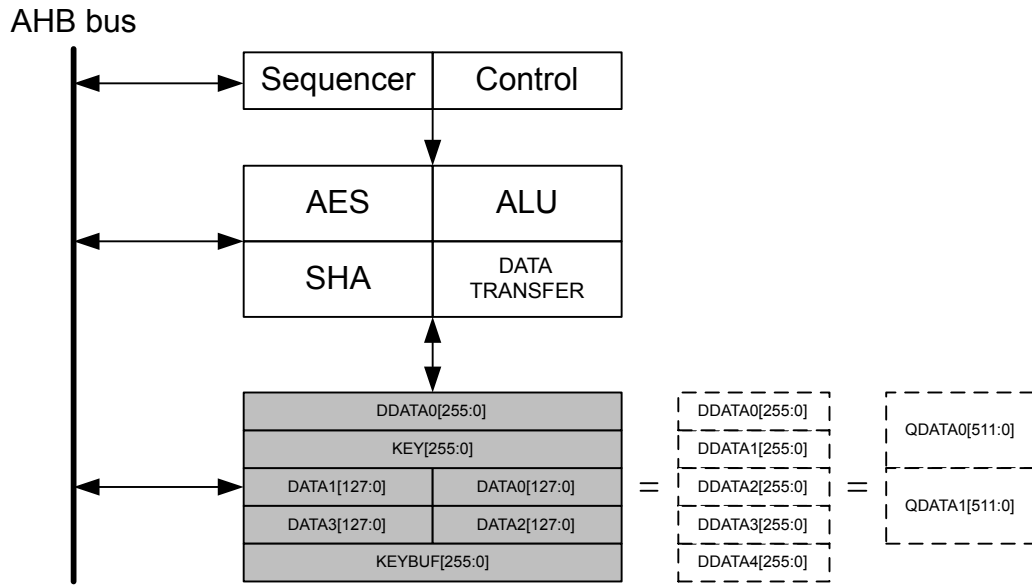 AHB bus
Sequencer
Control
AES
ALU
SHA
DATA
TRANSFER
DDATA0[255:0]
KEY[255:0]
DATA1[127:0]
DATA0[127:0]
DATA3[127:0]
DATA2[127:0]
KEYBUF[255:0]
=
DDATA0[255:0]
DDATA1[255:0]
DDATA2[255:0]
DDATA3[255:0]
DDATA4[255:0]
=
QDATA0[511:0]
QDATA1[511:0]